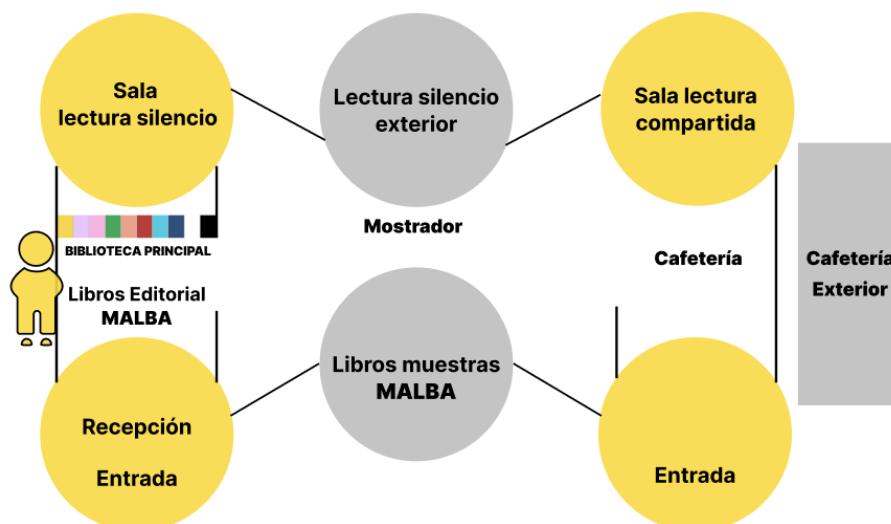 Sala
lectura silencio
Lectura silencio
exterior
Sala lectura
compartida
BIBLIOTECA PRINCIPAL
Libros Editorial
MALBA
Mostrador
Cafetería
Cafetería
Exterior
Libros muestras
MALBA
Recepción
Entrada
Entrada